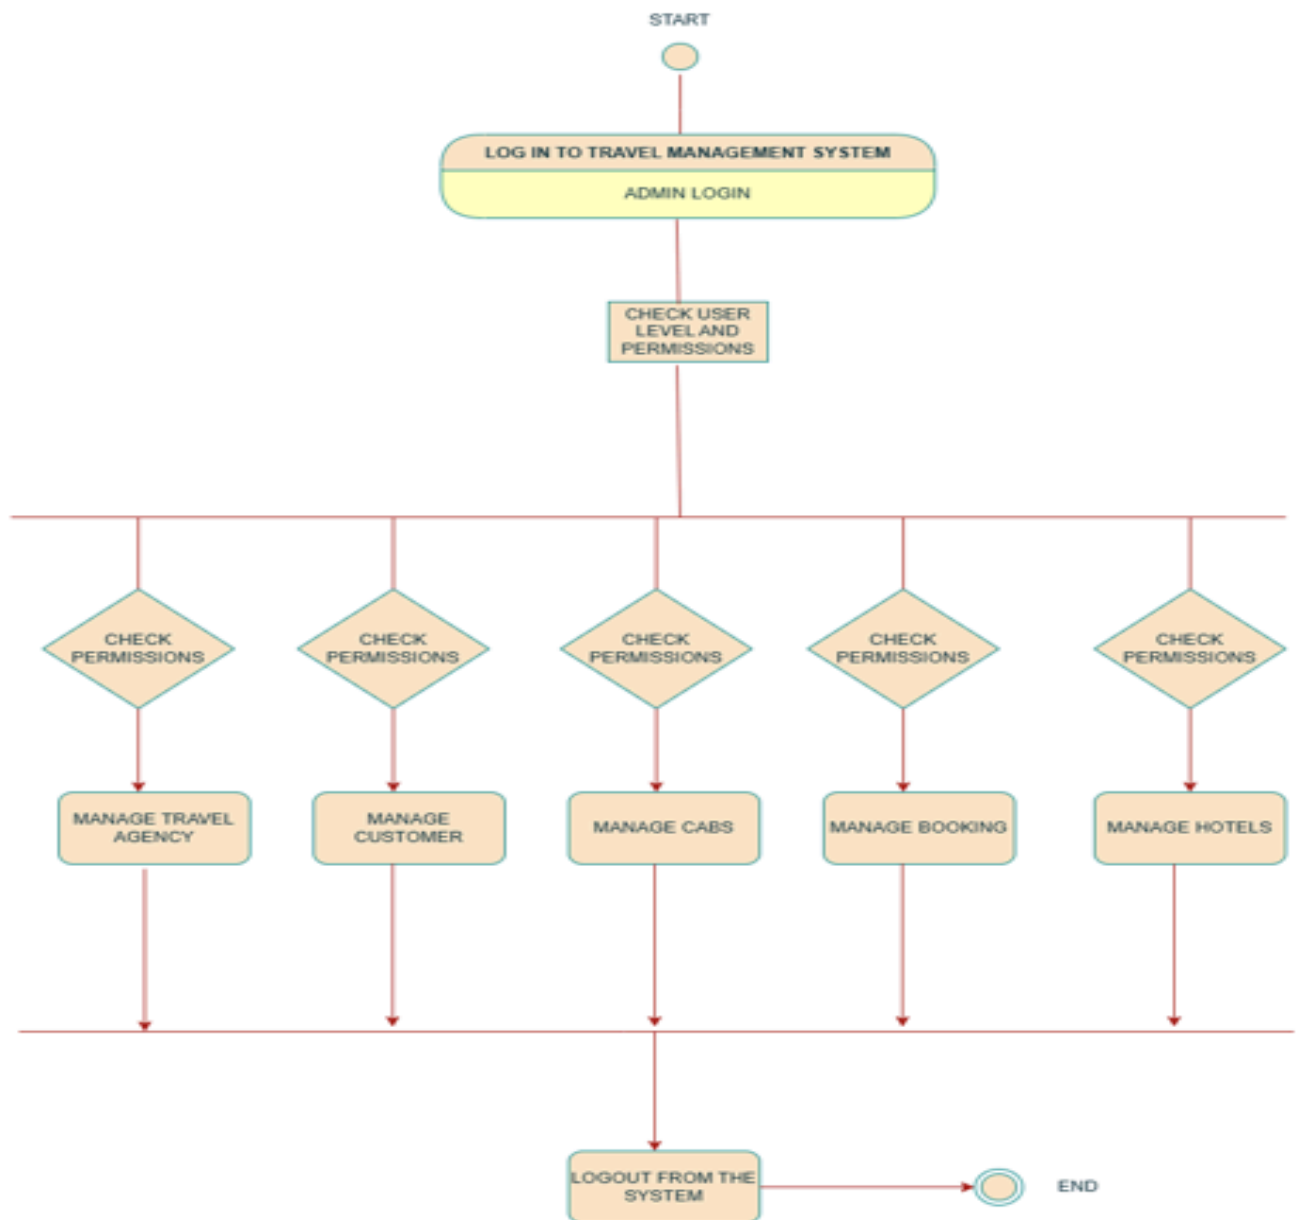 START
LOG IN TO TRAVEL MANAGEMENT SYSTEM
ADMIN LOGIN
CHECK USER
LEVEL AND
PERMISSIONS
CHECK
PERMISSIONS
CHECK
PERMISSIONS
CHECK
PERMISSIONS
CHECK
PERMISSIONS
CHECK
PERMISSIONS
MANAGE TRAVEL
AGENCY
MANAGE
CUSTOMER
MANAGE CABS
MANAGE BOOKING
MANAGE HOTELS
LOGOUT FROM THE
SYSTEM
END